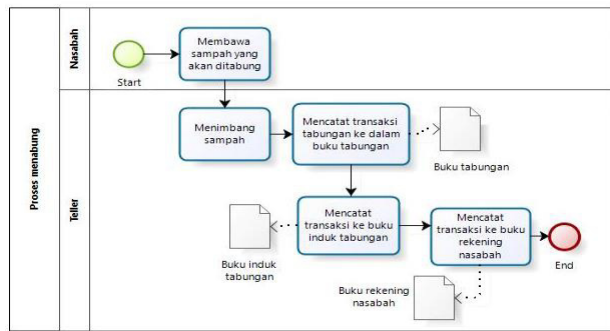 Proses menabung
Nasabah
Start
Membawa
sampah yang
akan ditabung
Teller
Menimbang
sampah
Mencatat transaksi
tabungan ke dalam
buku tabungan
Buku tabungan
Buku induk
tabungan
Mencatat
transaksi ke buku
induk tabungan
Mencatat
transaksi ke buku
rekening
nasabah
End
Buku rekening
nasabah